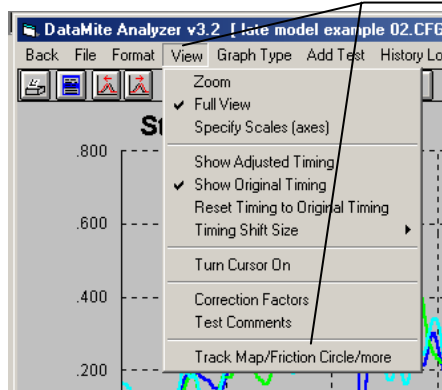 DataMite Analyzer v3.2 [ late model example 02.CFG
Back File Format View Graph Type Add Test History Lo
Zoom
Full View
Specify Scales (axes)
Show Adjusted Timing
Show Original Timing
Reset Timing to Original Timing
Timing Shift Size
Turn Cursor On
Correction Factors
Test Comments
Track Map/Friction Circle/more
St
.800
.600
.400
.200